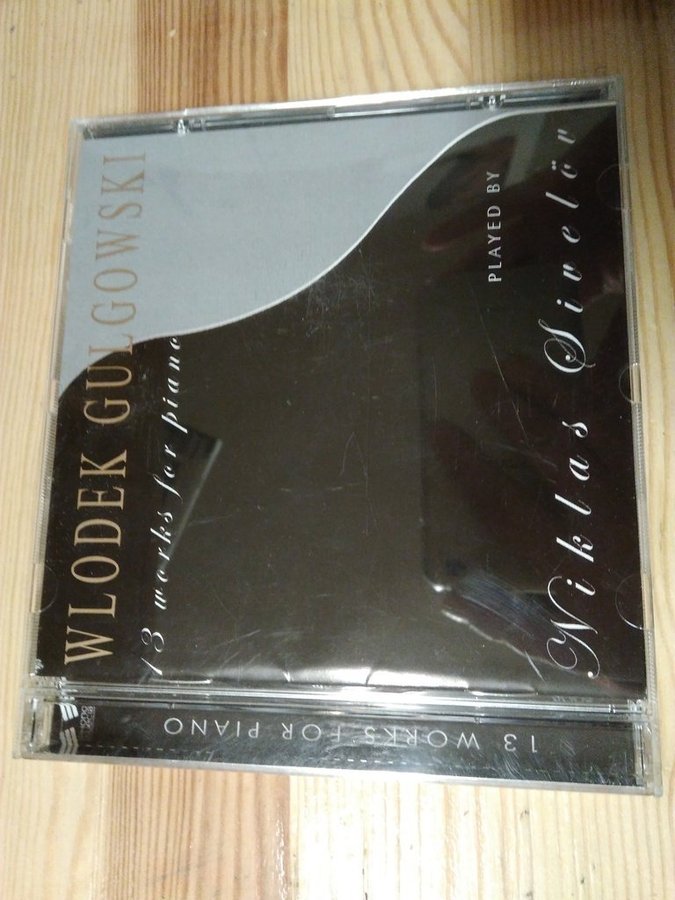 WLODEK GULGOWSKI
13 works for piano
PLAYED BY
Niklas Sivelöv
13 WORKS FOR PIANO